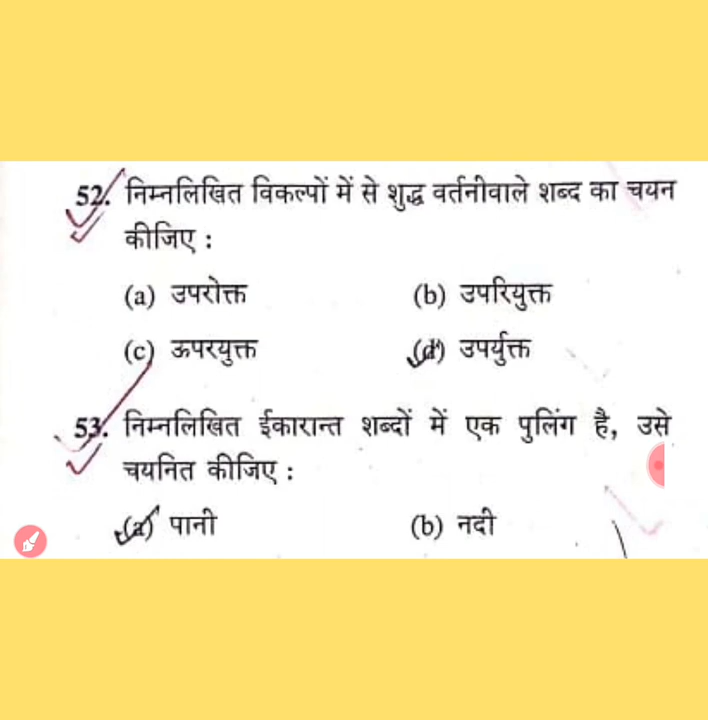 52. निम्नलिखित विकल्पों में से शुद्ध वर्तनीवाले शब्द का चयन
कीजिए :
(a) उपरोक्त (b) उपरियुक्त
(c) ऊपरयुक्त (d) उपर्युक्त
53. निम्नलिखित ईकारान्त शब्दों में एक पुलिंग है, उसे
चयनित कीजिए :
(a) पानी (b) नदी